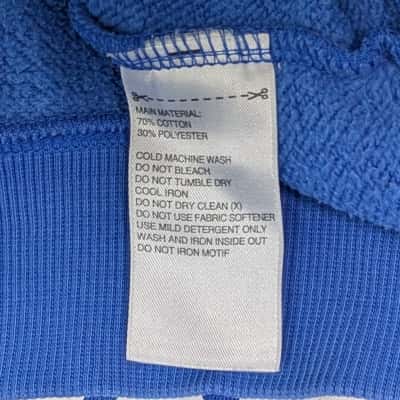 MAIN MATERIAL:
70% COTTON
30% POLYESTER
COLD MACHINE WASH
DO NOT BLEACH
DO NOT TUMBLE DRY
COOL IRON
DO NOT DRY CLEAN (X)
DO NOT USE FABRIC SOFTENER
USE MILD DETERGENT ONLY
WASH AND IRON INSIDE OUT
DO NOT IRON MOTIF